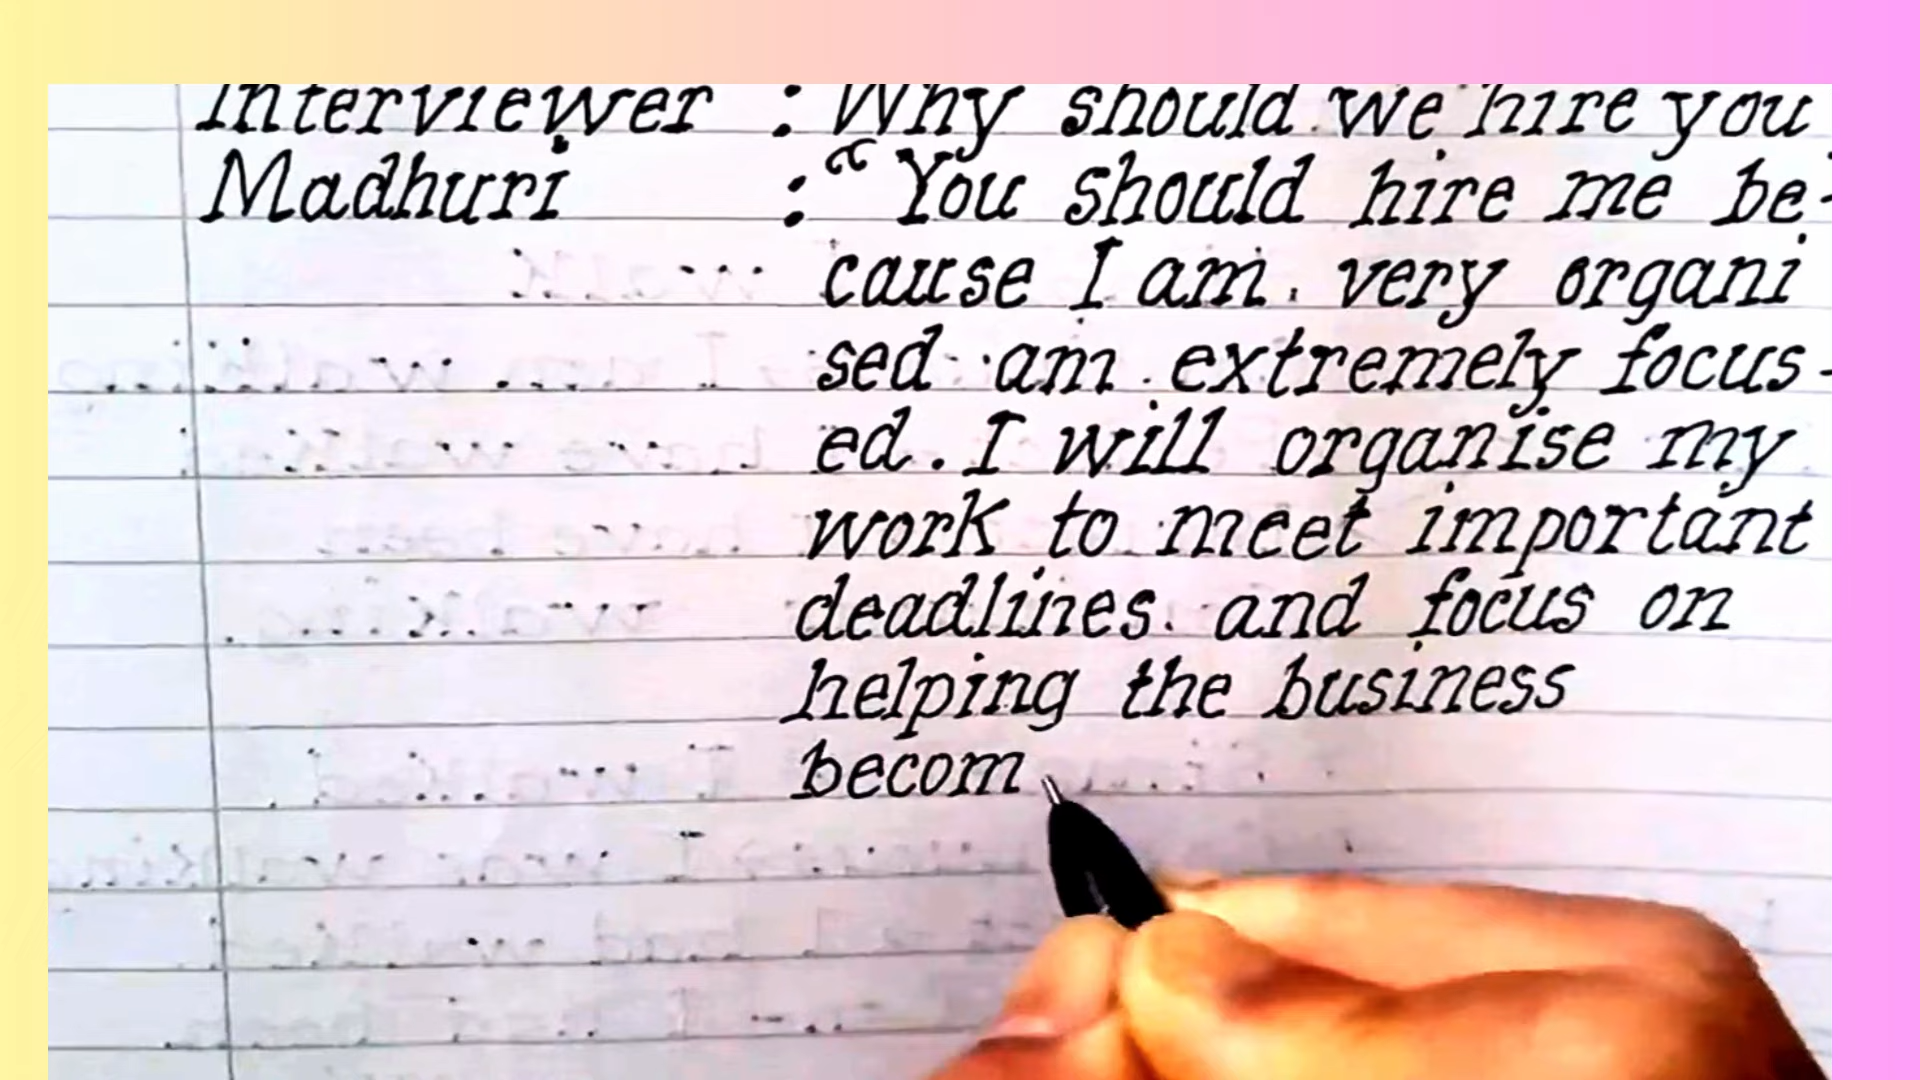 Interviewer : Why should we hire you
Madhuri : “ You should hire me be-
cause I am very organi
sed am extremely focus-
ed. I will organise my
work to meet important
deadlines and focus on
helping the business
becom